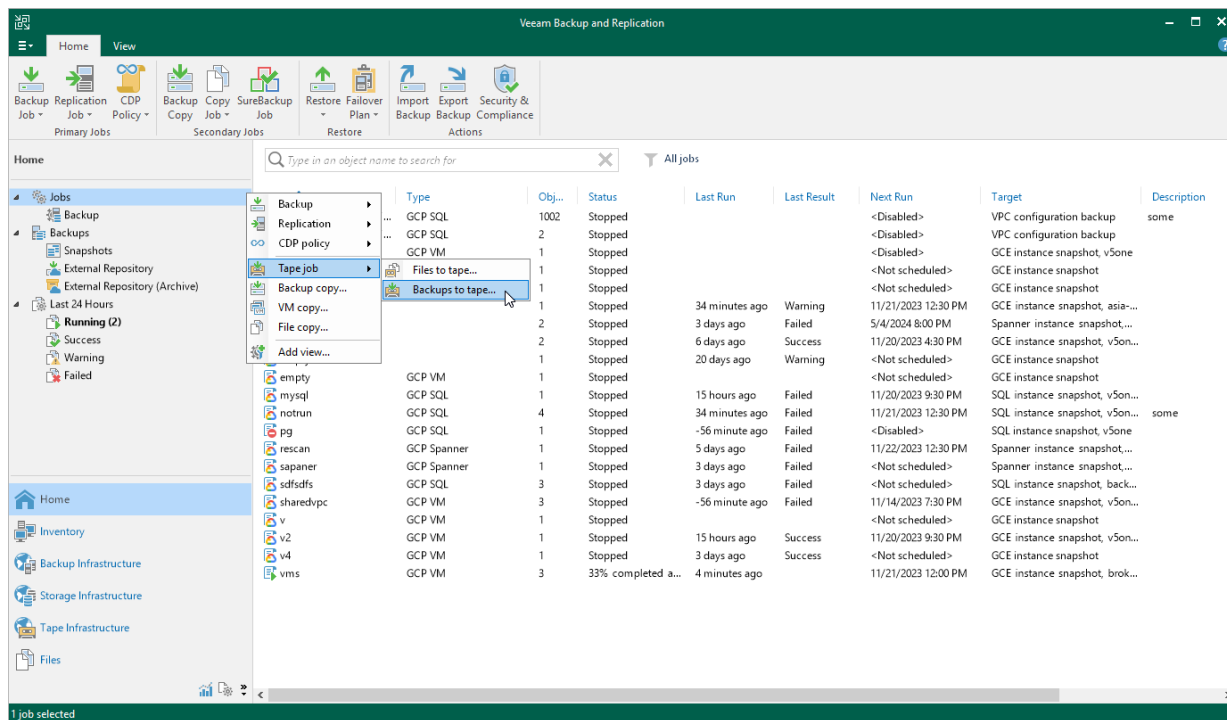 Veeam Backup and Replication
Home View
Backup Job Replication Job CDP Policy Backup Copy Copy Job SureBackup Job Restore Failover Plan Import Backup Export Backup Security & Compliance
Primary Jobs Secondary Jobs Restore Actions
Home
Type in an object name to search for
All jobs
Jobs
Backup
Backups
Snapshots
External Repository
External Repository (Archive)
Last 24 Hours
Running (2)
Success
Warning
Failed
Backup
Replication
CDP policy
Tape job
Backup copy...
VM copy...
File copy...
Add view...
Files to tape...
Backups to tape...
Type Obj... Status Last Run Last Result Next Run Target Description
... GCP SQL 1002 Stopped <Disabled> VPC configuration backup some
... GCP SQL 2 Stopped <Disabled> VPC configuration backup
GCP VM 1 Stopped <Disabled> GCE instance snapshot, v5one
1 Stopped <Not scheduled> GCE instance snapshot
1 Stopped <Not scheduled> GCE instance snapshot
1 Stopped 34 minutes ago Warning 11/21/2023 12:30 PM GCE instance snapshot, asia-...
2 Stopped 3 days ago Failed 5/4/2024 8:00 PM Spanner instance snapshot,...
2 Stopped 6 days ago Success 11/20/2023 4:30 PM GCE instance snapshot, v5on...
1 Stopped 20 days ago Warning <Not scheduled> GCE instance snapshot
empty GCP VM 1 Stopped <Not scheduled> GCE instance snapshot
mysql GCP SQL 1 Stopped 15 hours ago Failed 11/20/2023 9:30 PM SQL instance snapshot, v5on...
notrun GCP SQL 4 Stopped 34 minutes ago Failed 11/21/2023 12:30 PM SQL instance snapshot, v5on... some
pg GCP SQL 1 Stopped -56 minute ago Failed <Disabled> SQL instance snapshot, v5one
rescan GCP Spanner 1 Stopped 5 days ago Failed 11/22/2023 12:30 PM Spanner instance snapshot,...
sapaner GCP Spanner 1 Stopped 3 days ago Failed <Not scheduled> Spanner instance snapshot,...
sdfsdfs GCP SQL 3 Stopped 3 days ago Failed <Not scheduled> SQL instance snapshot, back...
sharedvpc GCP VM 3 Stopped -56 minute ago Failed 11/14/2023 7:30 PM GCE instance snapshot, v5on...
v GCP VM 1 Stopped <Not scheduled> GCE instance snapshot
v2 GCP VM 1 Stopped 15 hours ago Success 11/20/2023 9:30 PM GCE instance snapshot, v5on...
v4 GCP VM 1 Stopped 3 days ago Success <Not scheduled> GCE instance snapshot
vms GCP VM 3 33% completed a... 4 minutes ago 11/21/2023 12:00 PM GCE instance snapshot, brok...
Home
Inventory
Backup Infrastructure
Storage Infrastructure
Tape Infrastructure
Files
1 job selected